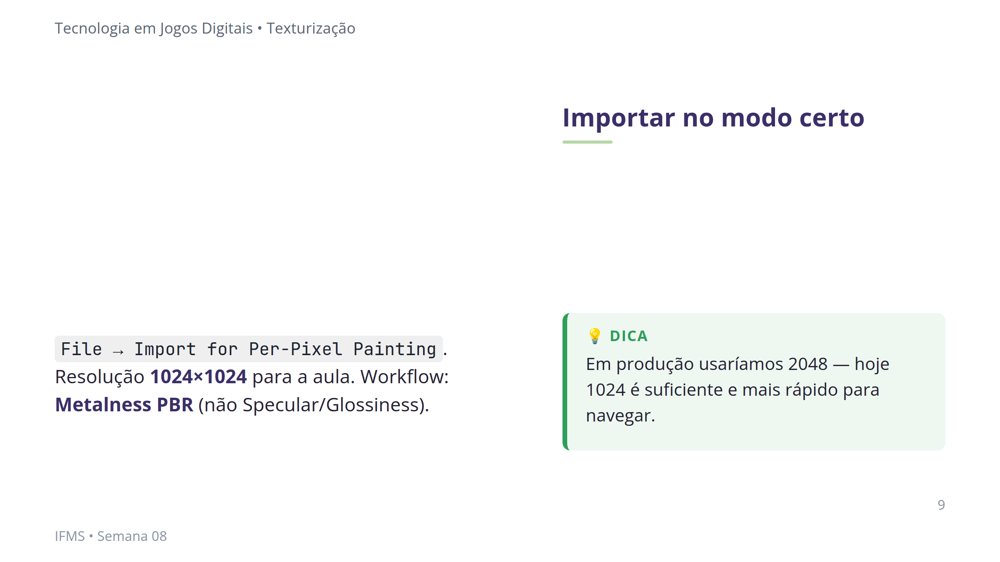 Tecnologia em Jogos Digitais • Texturização
Importar no modo certo
File → Import for Per-Pixel Painting.
Resolução 1024×1024 para a aula. Workflow:
Metalness PBR (não Specular/Glossiness).
💡 DICA
Em produção usaríamos 2048 — hoje
1024 é suficiente e mais rápido para
navegar.
9
IFMS • Semana 08